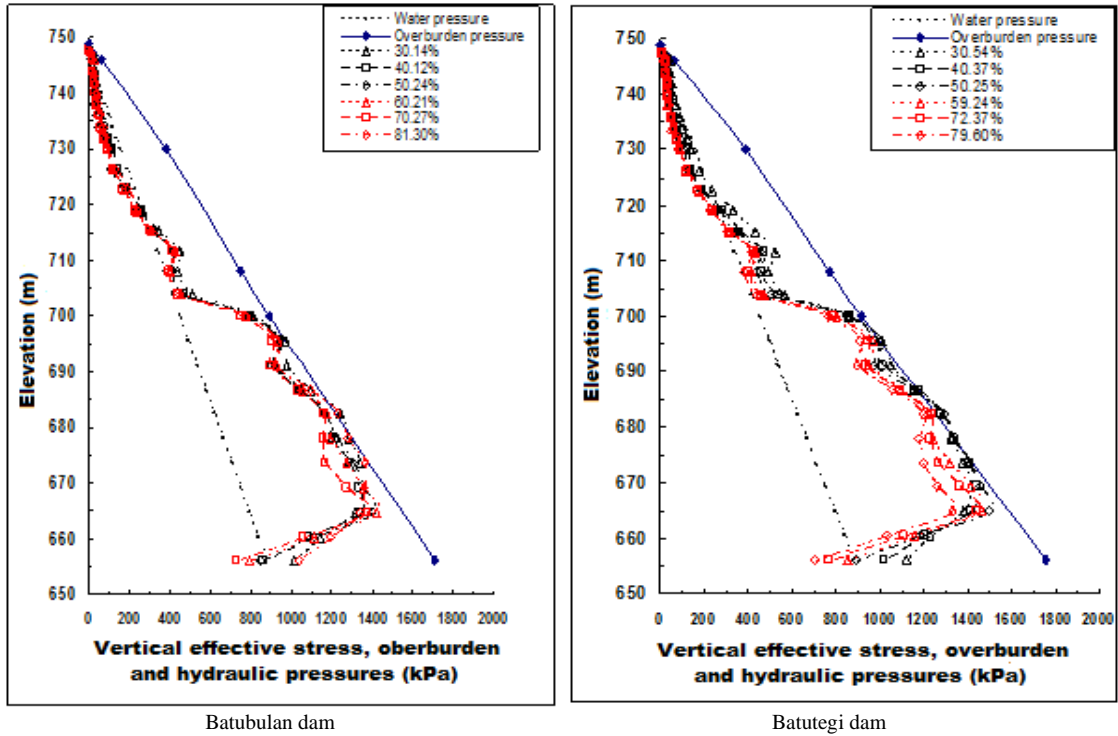 Water pressure
Overburden pressure
30.14%
40.12%
50.24%
60.21%
70.27%
81.30%
750
740
730
720
710
700
690
680
670
660
650
Elevation (m)
0 200 400 600 800 1000 1200 1400 1600 1800 2000
Vertical effective stress, oberburden
and hydraulic pressures (kPa)
Batubulan dam
Water pressure
Overburden pressure
30.54%
40.37%
50.25%
59.24%
72.37%
79.60%
750
740
730
720
710
700
690
680
670
660
650
Elevation (m)
0 200 400 600 800 1000 1200 1400 1600 1800 2000
Vertical effective stress, overburden
and hydraulic pressures (kPa)
Batutegi dam